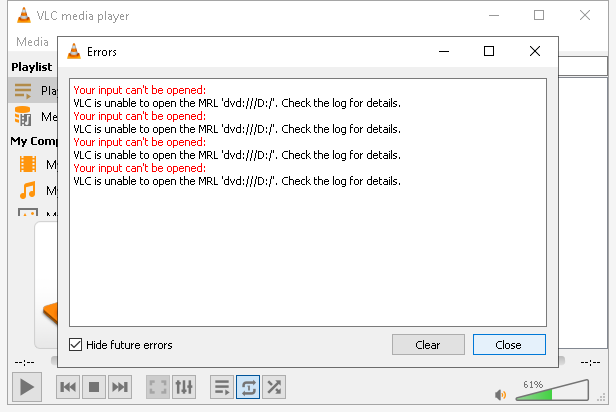 VLC media player
Media
Errors
Playlist
Pla
Me
My Comp
My
My
Your input can't be opened:
VLC is unable to open the MRL 'dvd:///D:/'. Check the log for details.
Your input can't be opened:
VLC is unable to open the MRL 'dvd:///D:/'. Check the log for details.
Your input can't be opened:
VLC is unable to open the MRL 'dvd:///D:/'. Check the log for details.
Your input can't be opened:
VLC is unable to open the MRL 'dvd:///D:/'. Check the log for details.
Hide future errors
Clear
Close
--:--
--:--
61%